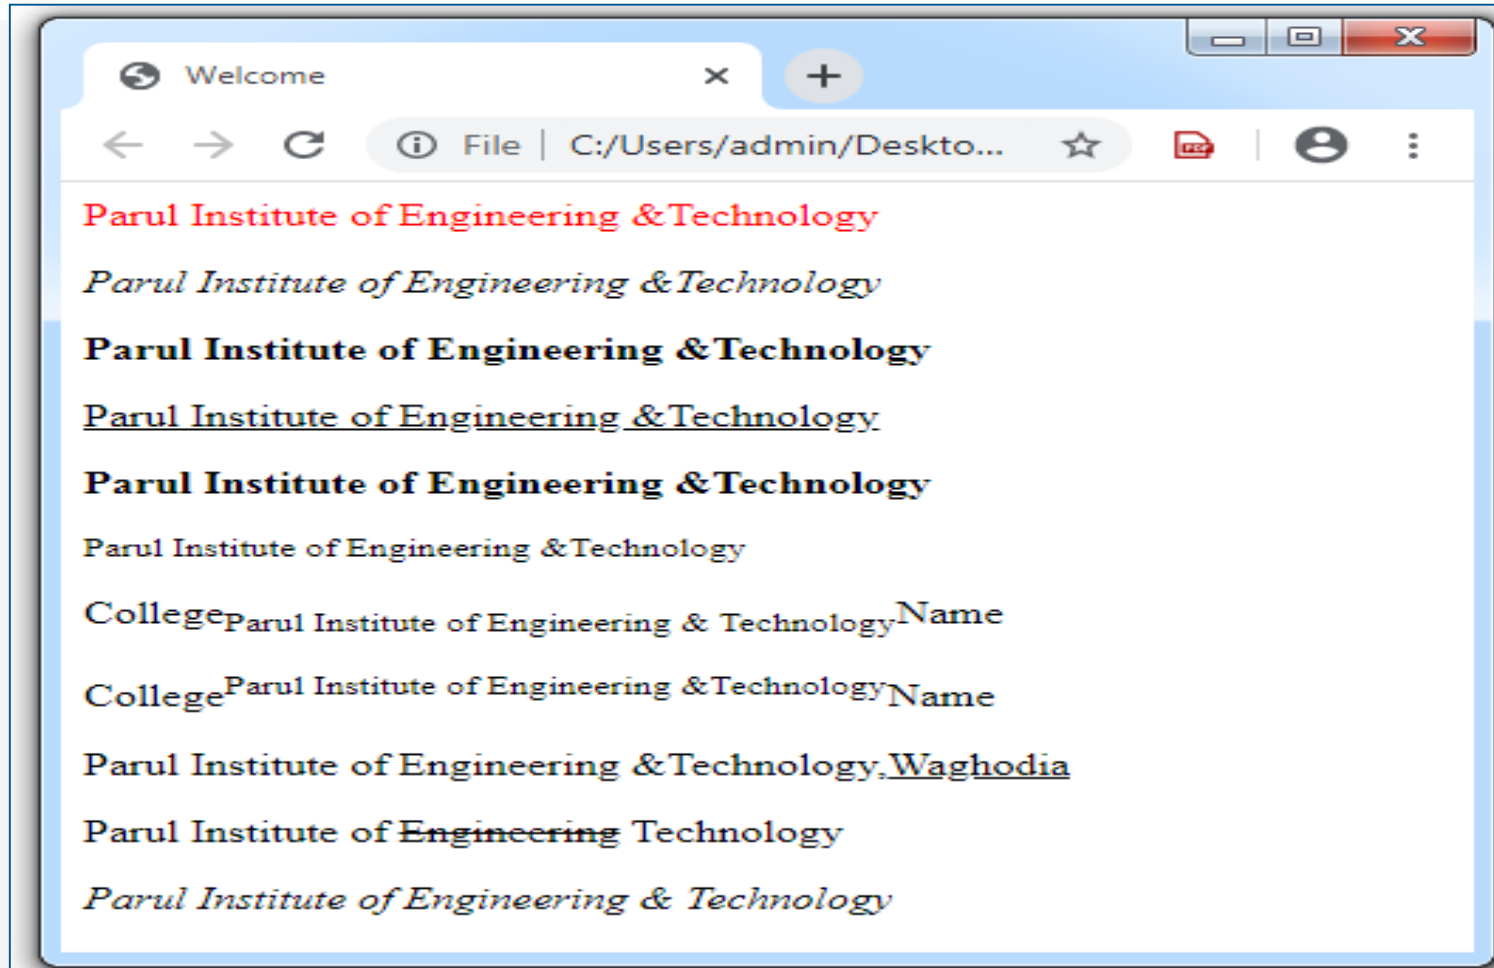 Welcome
File | C:/Users/admin/Deskto...
PDF
Parul Institute of Engineering &Technology
Parul Institute of Engineering &Technology
Parul Institute of Engineering &Technology
Parul Institute of Engineering &Technology
Parul Institute of Engineering &Technology
Parul Institute of Engineering &Technology
CollegeParul Institute of Engineering & TechnologyName
CollegeParul Institute of Engineering &TechnologyName
Parul Institute of Engineering &Technology,Waghodia
Parul Institute of Engineering Technology
Parul Institute of Engineering & Technology